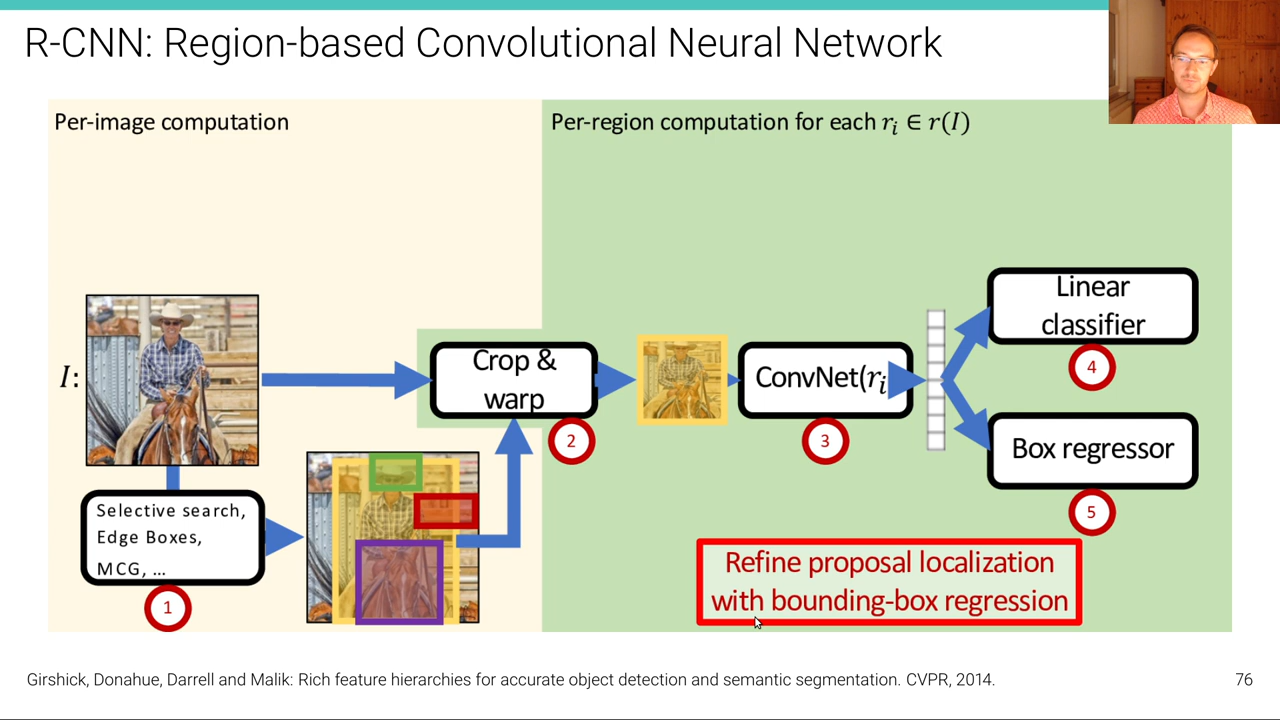 R-CNN: Region-based Convolutional Neural Network
Per-image computation
Per-region computation for each rᵢ ∈ r(I)
I:
Selective search,
Edge Boxes,
MCG, ...
1
Crop &
warp
2
ConvNet(rᵢ
3
Linear
classifier
4
Box regressor
5
Refine proposal localization
with bounding-box regression
Girshick, Donahue, Darrell and Malik: Rich feature hierarchies for accurate object detection and semantic segmentation. CVPR, 2014.
76